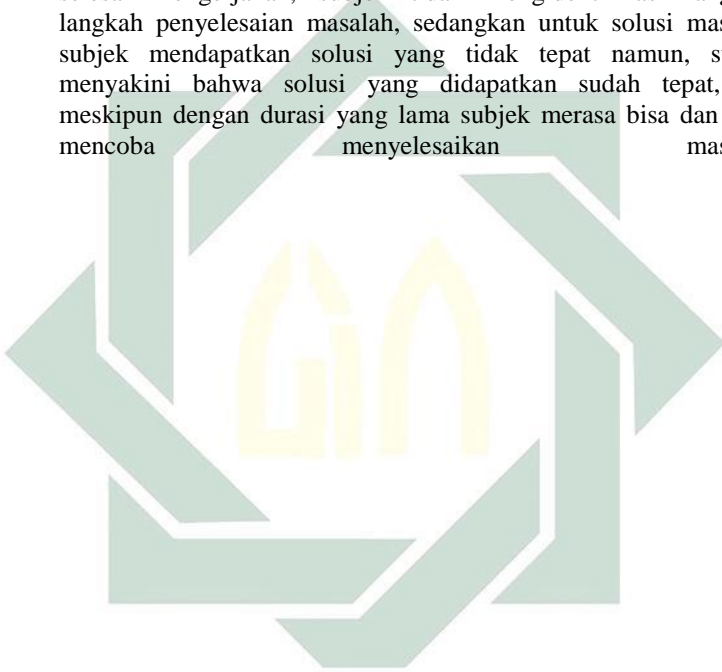 langkah penyelesaian masalah, sedangkan untuk solusi
subjek mendapatkan solusi yang tidak tepat namun,
menyakini bahwa solusi yang didapatkan sudah tepat,
meskipun dengan durasi yang lama subjek merasa bisa dan
mencoba menyelesaikan